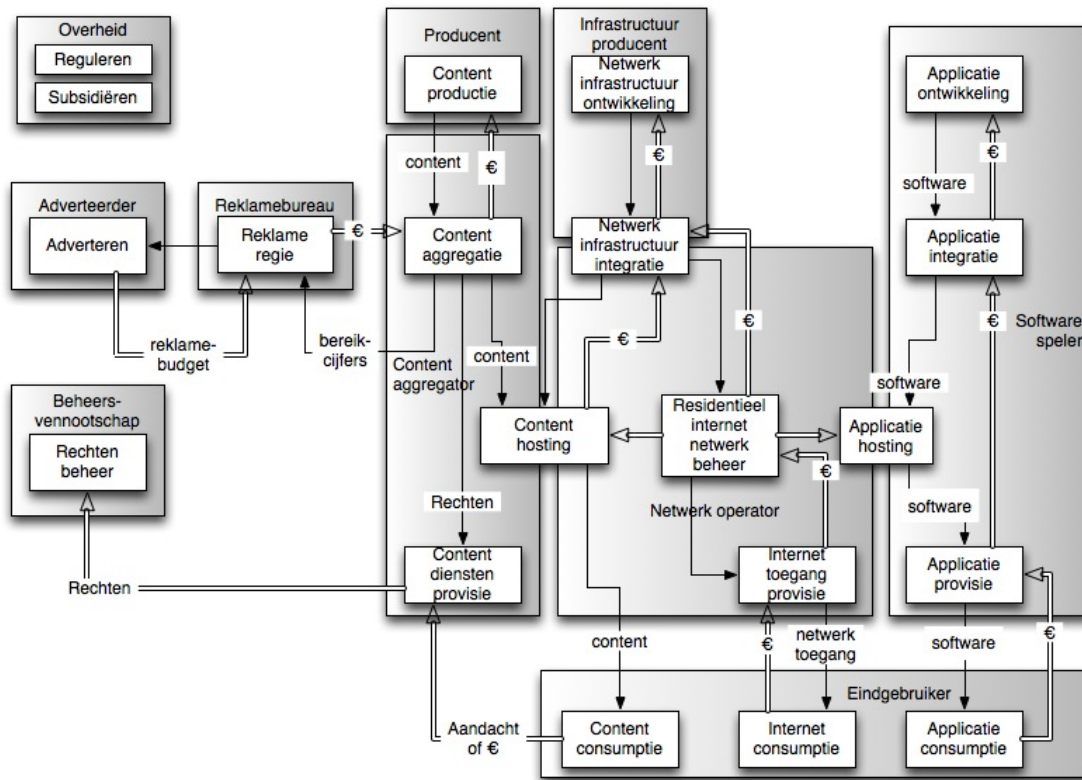 Overheid
Reguleren
Subsidiëren
Producent
Content
productie
content
€
Infrastructuur
producent
Netwerk
infrastructuur
ontwikkeling
€
Applicatie
ontwikkeling
€
software
Adverteerder
Adverteren
Reklamebureau
Reklame
regie
€
Content
aggregatie
Netwerk
infrastructuur
integratie
Applicatie
integratie
reklame-
budget
bereik-
cijfers
Content
aggregator
content
€
€
€
Software
speler
software
Beheers-
vennootschap
Rechten
beheer
Content
hosting
Residentieel
internet
netwerk
beheer
Applicatie
hosting
€
Rechten
Netwerk operator
software
Rechten
Content
diensten
provisie
Internet
toegang
provisie
Applicatie
provisie
content
€
netwerk
toegang
software
€
Eindgebruiker
Aandacht
of €
Content
consumptie
Internet
consumptie
Applicatie
consumptie